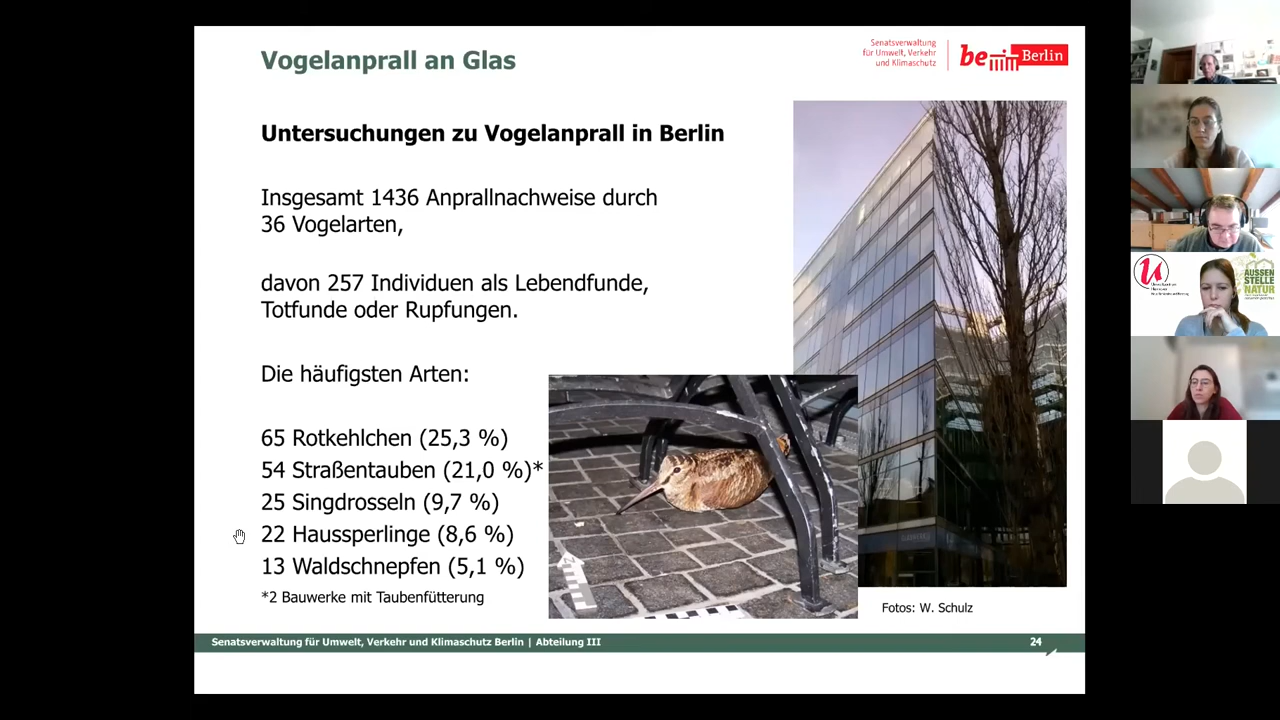 Vogelanprall an Glas
Senatsverwaltung
für Umwelt, Verkehr
und Klimaschutz
be Berlin
Untersuchungen zu Vogelanprall in Berlin
Insgesamt 1436 Anprallnachweise durch
36 Vogelarten,
davon 257 Individuen als Lebendfunde,
Totfunde oder Rupfungen.
Die häufigsten Arten:
65 Rotkehlchen (25,3 %)
54 Straßentauben (21,0 %)*
25 Singdrosseln (9,7 %)
22 Haussperlinge (8,6 %)
13 Waldschnepfen (5,1 %)
*2 Bauwerke mit Taubenfütterung
Fotos: W. Schulz
Senatsverwaltung für Umwelt, Verkehr und Klimaschutz Berlin | Abteilung III
24
AUSSEN
STELLE
NATUR